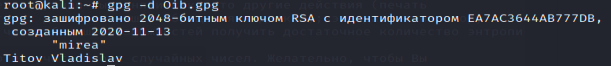 root@kali:~# gpg -d Oib.gpg
gpg: зашифровано 2048-битным ключом RSA с идентификатором EA7AC3644AB777DB,
созданным 2020-11-13
"mirea"
Titov Vladislav